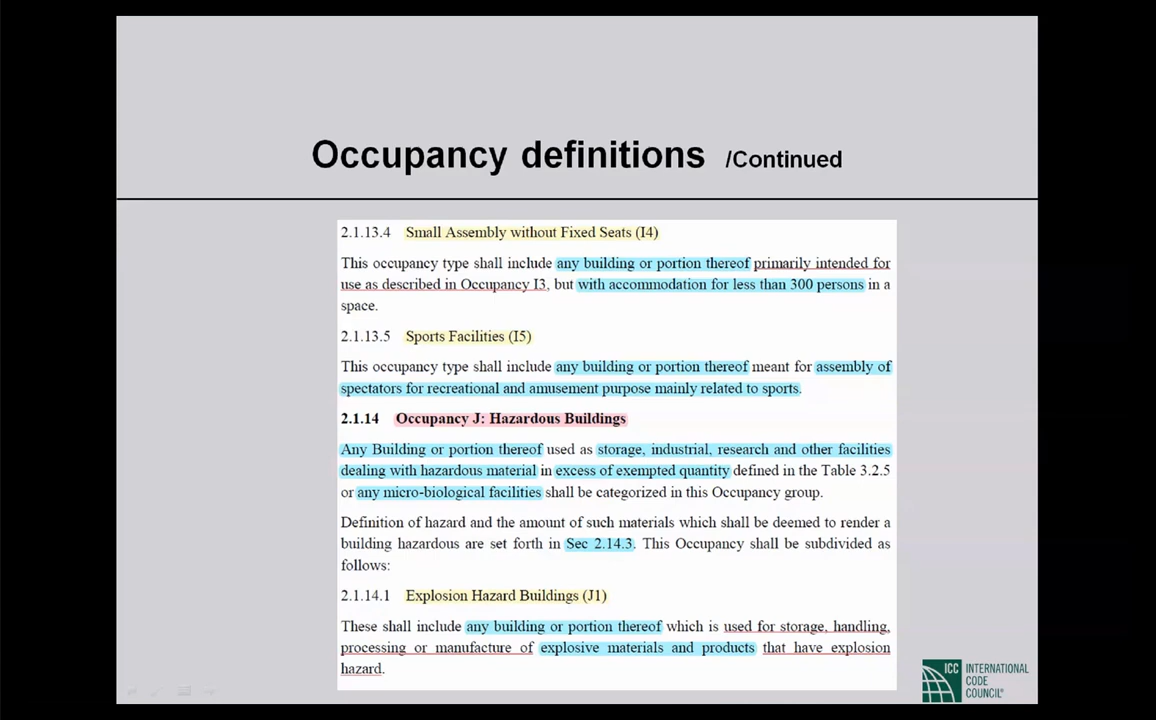 Occupancy definitions /Continued
2.1.13.4 Small Assembly without Fixed Seats (I4)
This occupancy type shall include any building or portion thereof primarily intended for
use as described in Occupancy I3, but with accommodation for less than 300 persons in a
space.
2.1.13.5 Sports Facilities (I5)
This occupancy type shall include any building or portion thereof meant for assembly of
spectators for recreational and amusement purpose mainly related to sports.
2.1.14 Occupancy J: Hazardous Buildings
Any Building or portion thereof used as storage, industrial, research and other facilities
dealing with hazardous material in excess of exempted quantity defined in the Table 3.2.5
or any micro-biological facilities shall be categorized in this Occupancy group.
Definition of hazard and the amount of such materials which shall be deemed to render a
building hazardous are set forth in Sec 2.14.3. This Occupancy shall be subdivided as
follows:
2.1.14.1 Explosion Hazard Buildings (J1)
These shall include any building or portion thereof which is used for storage, handling,
processing or manufacture of explosive materials and products that have explosion
hazard.
ICC INTERNATIONAL
CODE
COUNCIL®